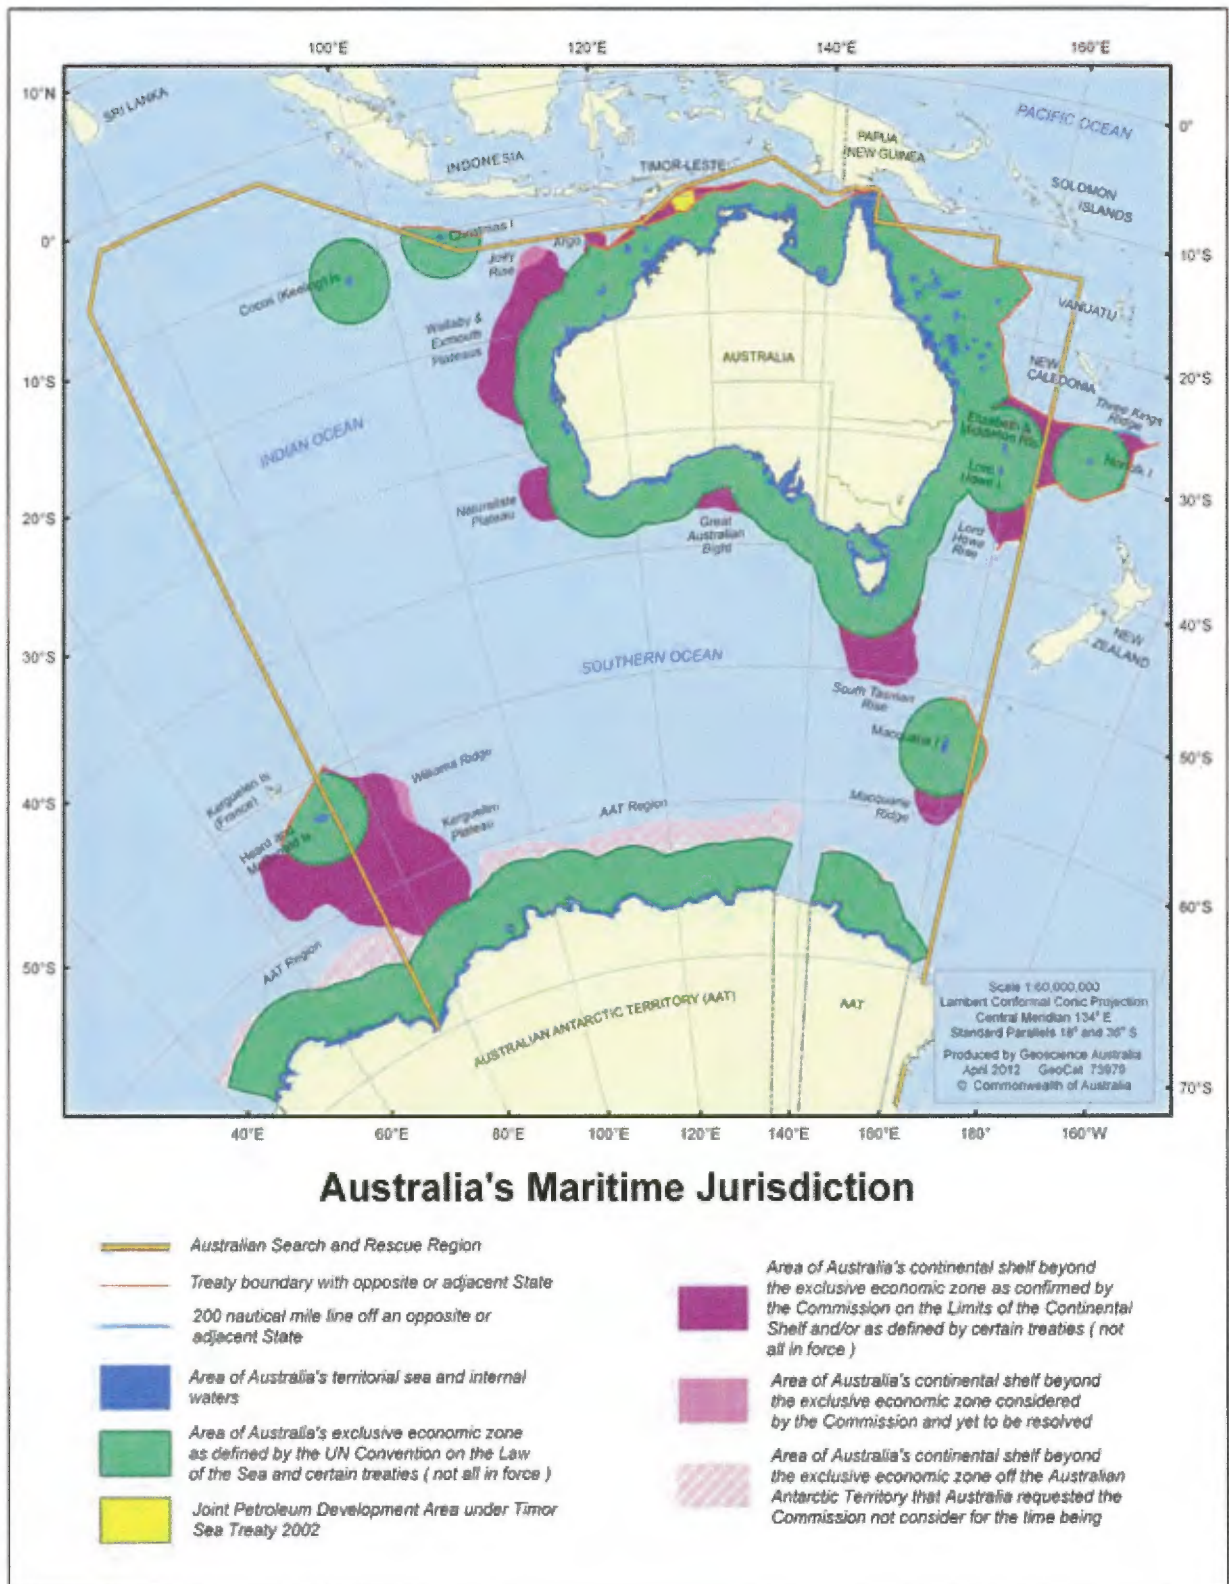 100°E 120°E 140°E 160°E
10°N
SRI LANKA
PACIFIC OCEAN
0°
PAPUA
NEW GUINEA
INDONESIA
TIMOR-LESTE
SOLOMON
ISLANDS
0°
Christmas I
Argo
10°S
Joey
Rise
Cocos (Keeling) Is
VANUATU
Wallaby &
Exmouth
Plateaus
AUSTRALIA
NEW
CALEDONIA
10°S
20°S
Three Kings
Ridge
INDIAN OCEAN
Elizabeth &
Middleton Rfs
Norfolk I
Lord
Howe I
30°S
Naturaliste
Plateau
20°S
Great
Australian
Bight
Lord
Howe
Rise
40°S
NEW
ZEALAND
30°S
SOUTHERN OCEAN
South Tasman
Rise
Macquarie I
50°S
Williams Ridge
Kerguelen Is
(France)
40°S
Kerguelen
Plateau
AAT Region
Macquarie
Ridge
Heard and
McDonald Is
60°S
AAT Region
50°S
AUSTRALIAN ANTARCTIC TERRITORY (AAT)
AAT
Scale 1:60,000,000
Lambert Conformal Conic Projection
Central Meridian 134° E
Standard Parallels 18° and 36° S
Produced by Geoscience Australia
April 2012 GeoCat 73979
© Commonwealth of Australia
70°S
40°E 60°E 80°E 100°E 120°E 140°E 160°E 180° 160°W
Australia's Maritime Jurisdiction
Australian Search and Rescue Region
Treaty boundary with opposite or adjacent State
200 nautical mile line off an opposite or
adjacent State
Area of Australia's territorial sea and internal
waters
Area of Australia's exclusive economic zone
as defined by the UN Convention on the Law
of the Sea and certain treaties ( not all in force )
Joint Petroleum Development Area under Timor
Sea Treaty 2002
Area of Australia's continental shelf beyond
the exclusive economic zone as confirmed by
the Commission on the Limits of the Continental
Shelf and/or as defined by certain treaties ( not
all in force )
Area of Australia's continental shelf beyond
the exclusive economic zone considered
by the Commission and yet to be resolved
Area of Australia's continental shelf beyond
the exclusive economic zone off the Australian
Antarctic Territory that Australia requested the
Commission not consider for the time being